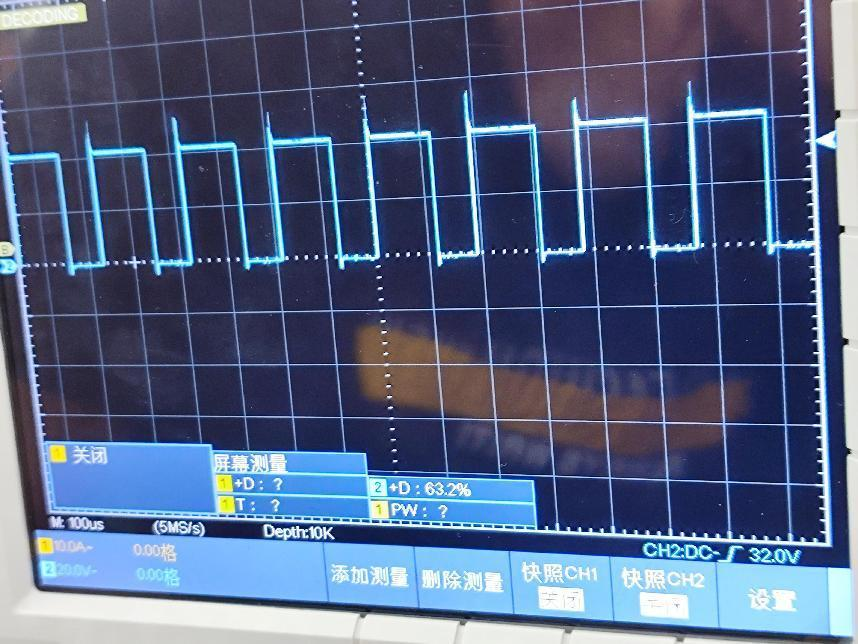 DECODING
1 关闭
屏幕测量
1 +D : ? 2 +D : 63.2%
1 T : ? 1 PW : ?
M: 100us (5MS/s) Depth:10K
CH2:DC- 32.0V
1 10.0A~ 0.00格
2 20.0V~ 0.00格
添加测量 删除测量 快照CH1 快照CH2 设置
关闭